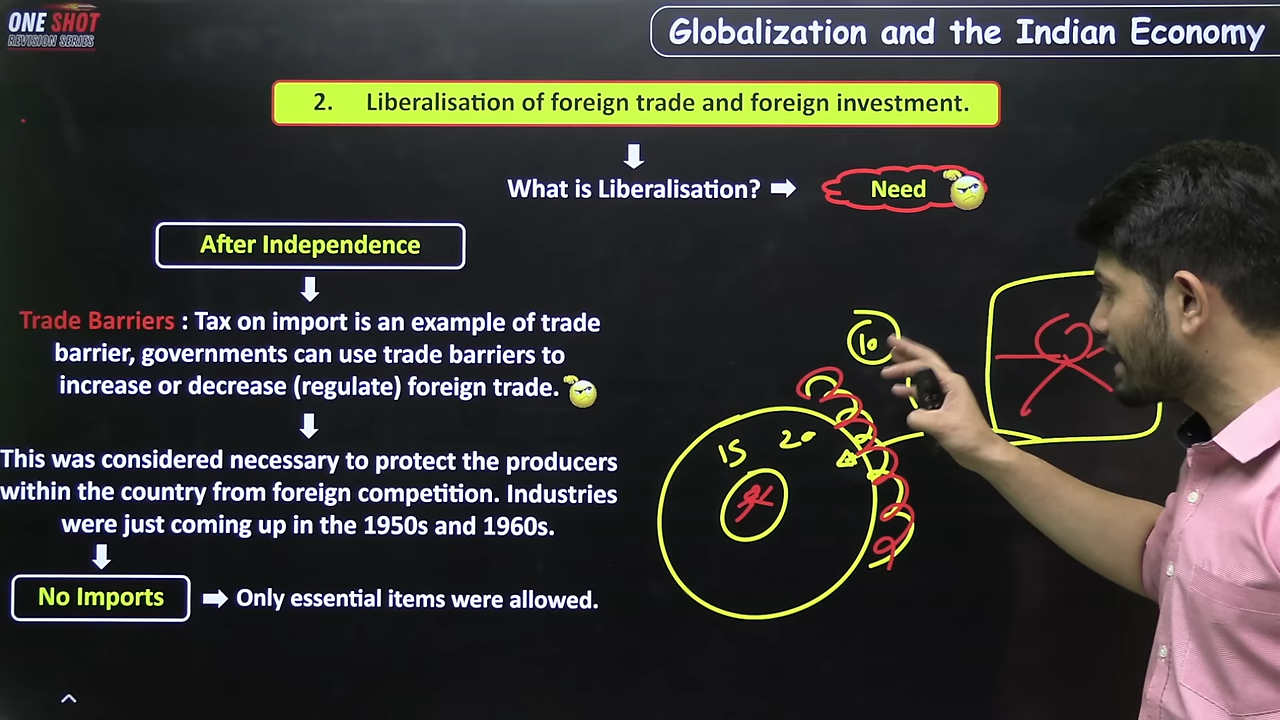 ONE SHOT
REVISION SERIES
Globalization and the Indian Economy
2. Liberalisation of foreign trade and foreign investment.
What is Liberalisation?
Need
After Independence
Trade Barriers : Tax on import is an example of trade
barrier, governments can use trade barriers to
increase or decrease (regulate) foreign trade.
This was considered necessary to protect the producers
within the country from foreign competition. Industries
were just coming up in the 1950s and 1960s.
No Imports
Only essential items were allowed.
10
15 20